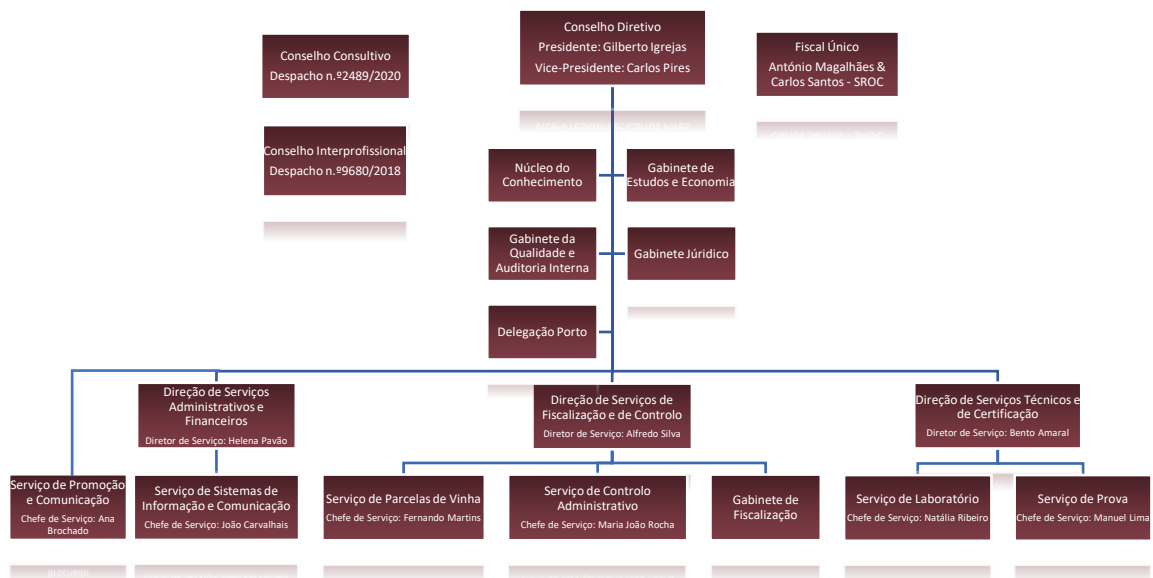 Conselho Diretivo
Presidente: Gilberto Igrejas
Vice-Presidente: Carlos Pires
Conselho Consultivo
Despacho n.º2489/2020
Fiscal Único
António Magalhães &
Carlos Santos - SROC
Conselho Interprofissional
Despacho n.º9680/2018
Núcleo do
Conhecimento
Gabinete de
Estudos e Economia
Gabinete da
Qualidade e
Auditoria Interna
Gabinete Júridico
Delegação Porto
Direção de Serviços
Administrativos e
Financeiros
Diretor de Serviço: Helena Pavão
Direção de Serviços de
Fiscalização e de Controlo
Diretor de Serviço: Alfredo Silva
Direção de Serviços Técnicos e
de Certificação
Diretor de Serviço: Bento Amaral
Serviço de Promoção
e Comunicação
Chefe de Serviço: Ana
Brochado
Serviço de Sistemas de
Informação e Comunicação
Chefe de Serviço: João Carvalhais
Serviço de Parcelas de Vinha
Chefe de Serviço: Fernando Martins
Serviço de Controlo
Administrativo
Chefe de Serviço: Maria João Rocha
Gabinete de
Fiscalização
Serviço de Laboratório
Chefe de Serviço: Natália Ribeiro
Serviço de Prova
Chefe de Serviço: Manuel Lima